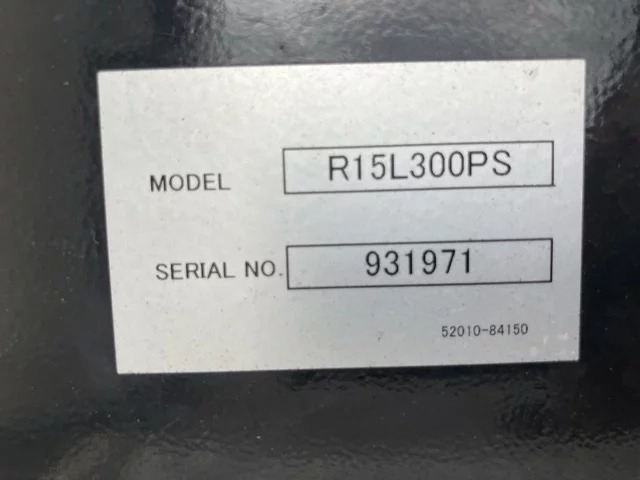 MODEL R15L300PS
SERIAL NO. 931971
52010-84150